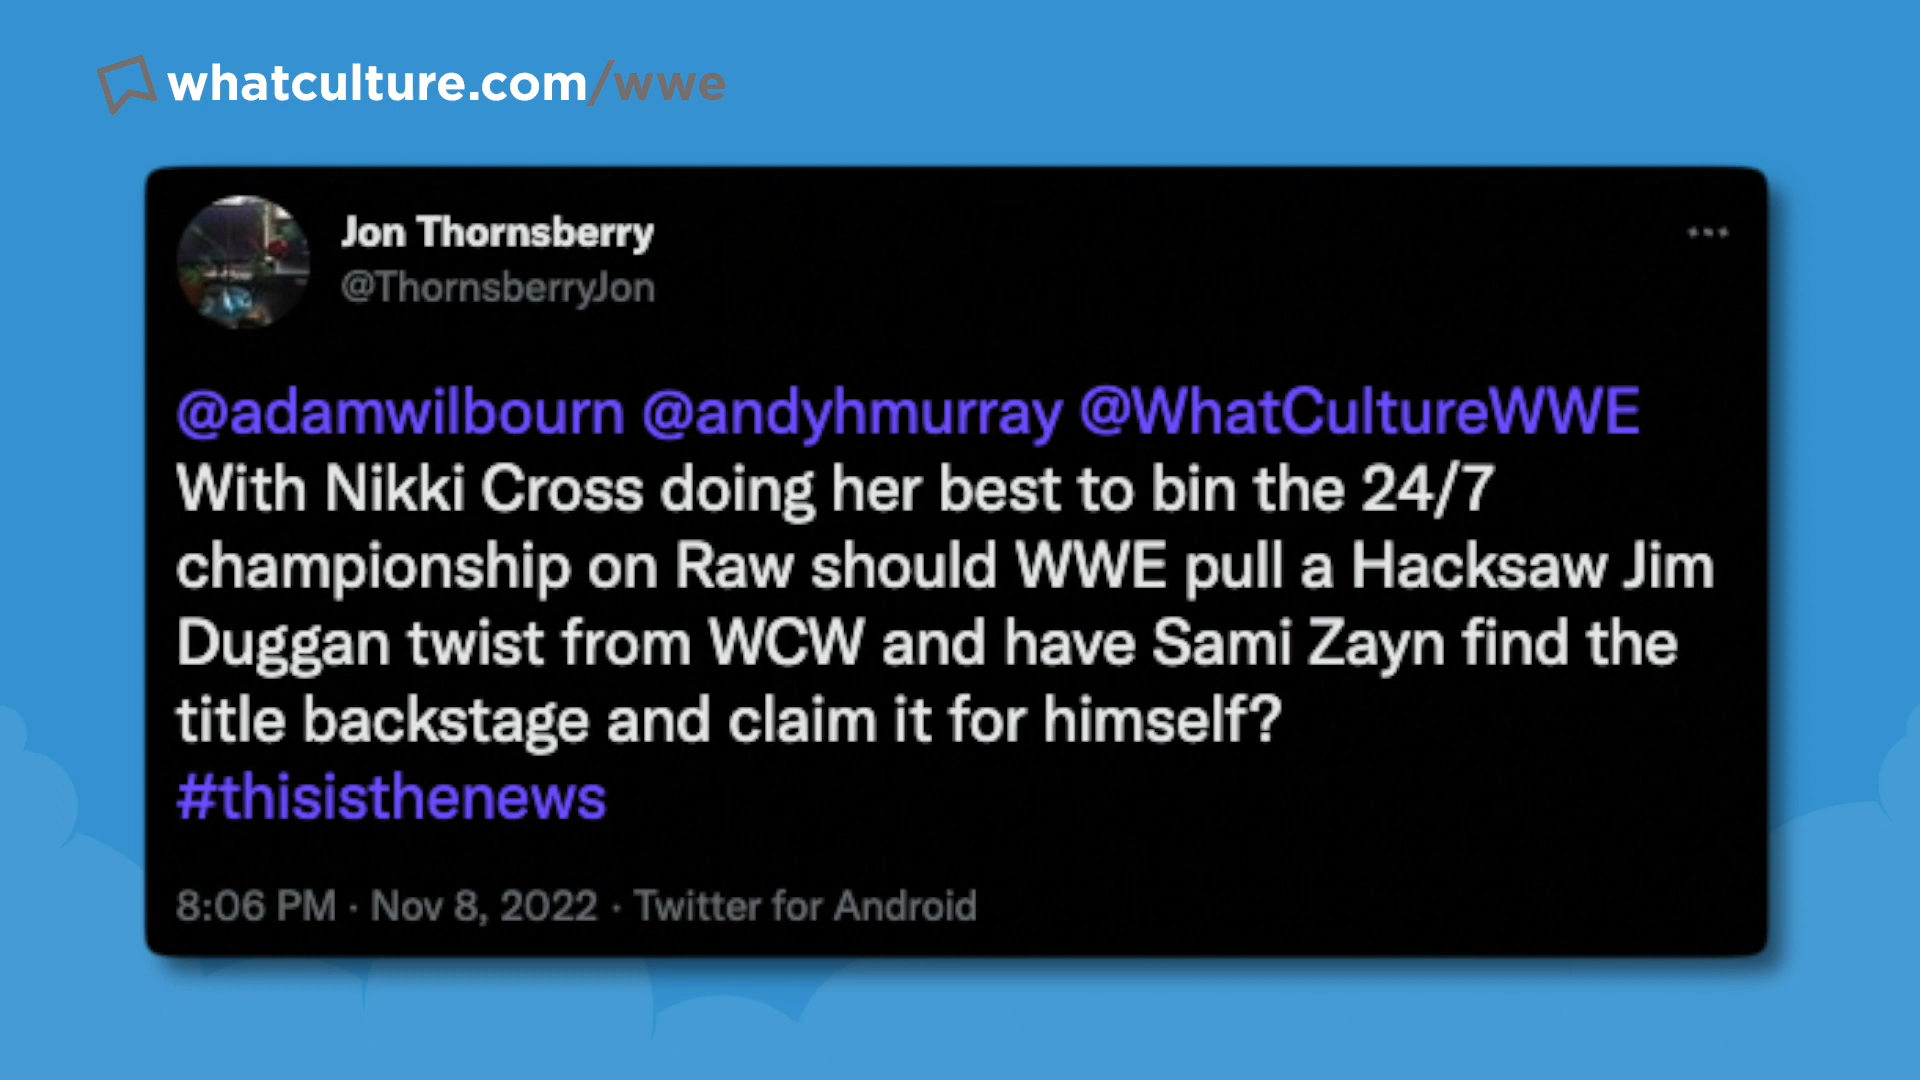 whatculture.com/wwe
Jon Thornsberry
@ThornsberryJon
@adamwilbourn @andyhmurray @WhatCultureWWE
With Nikki Cross doing her best to bin the 24/7
championship on Raw should WWE pull a Hacksaw Jim
Duggan twist from WCW and have Sami Zayn find the
title backstage and claim it for himself?
#thisisthenews
8:06 PM · Nov 8, 2022 · Twitter for Android